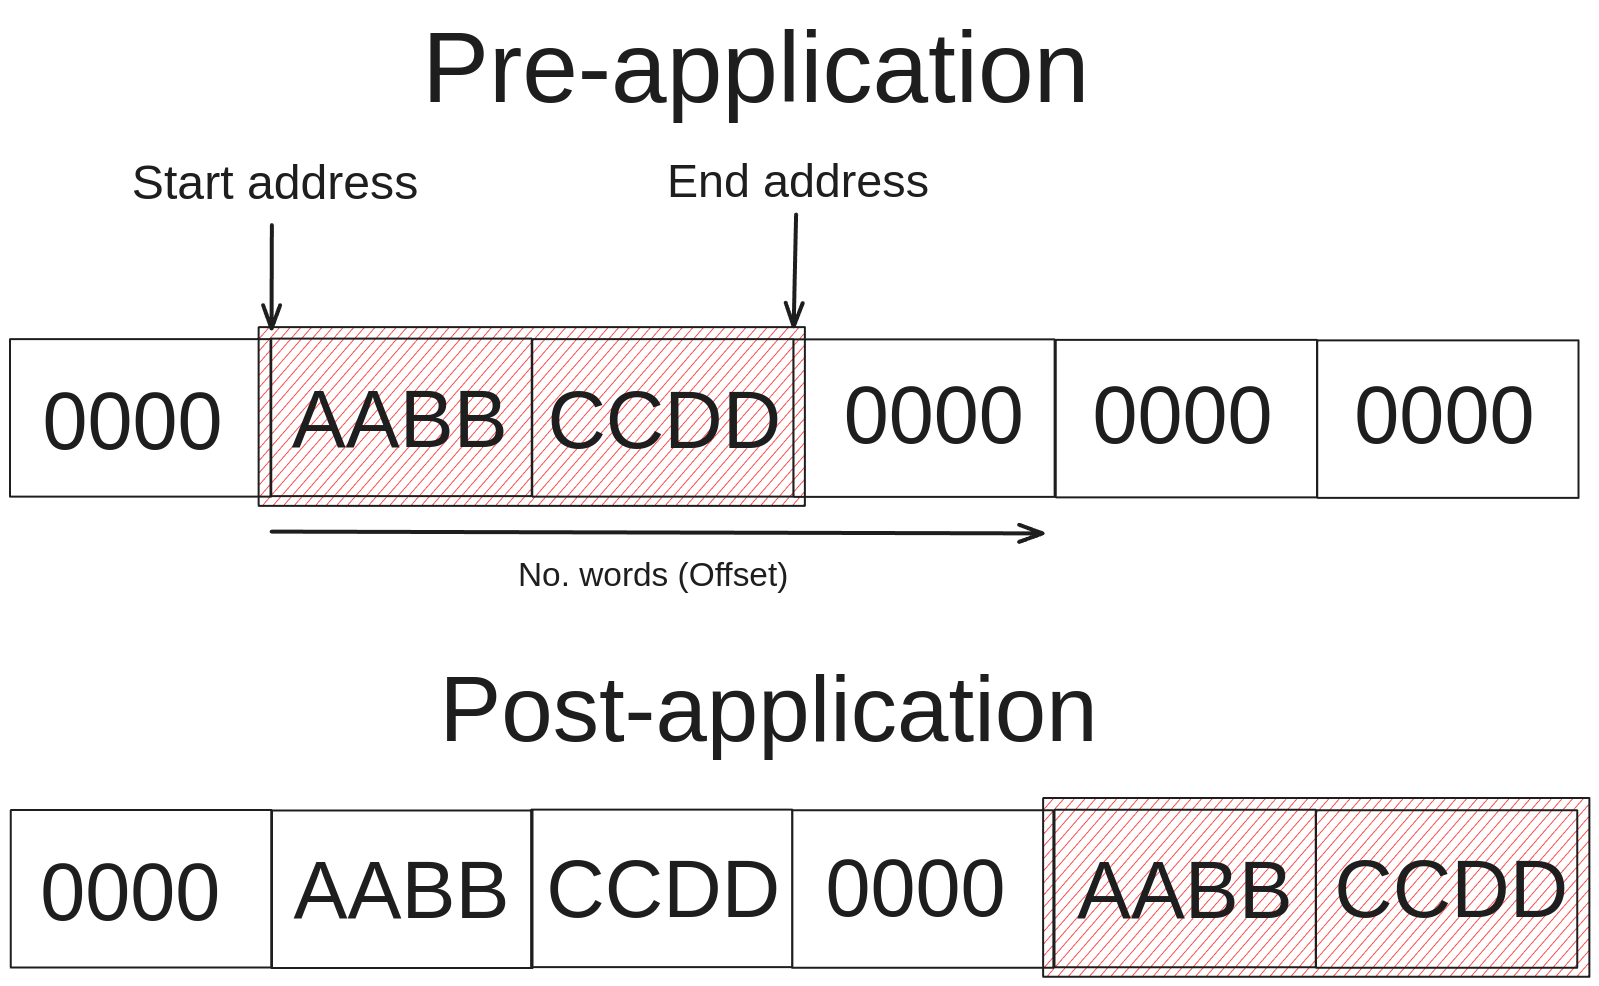 Pre-application
Start address
End address
0000 AABB CCDD 0000 0000 0000
No. words (Offset)
Post-application
0000 AABB CCDD 0000 AABB CCDD